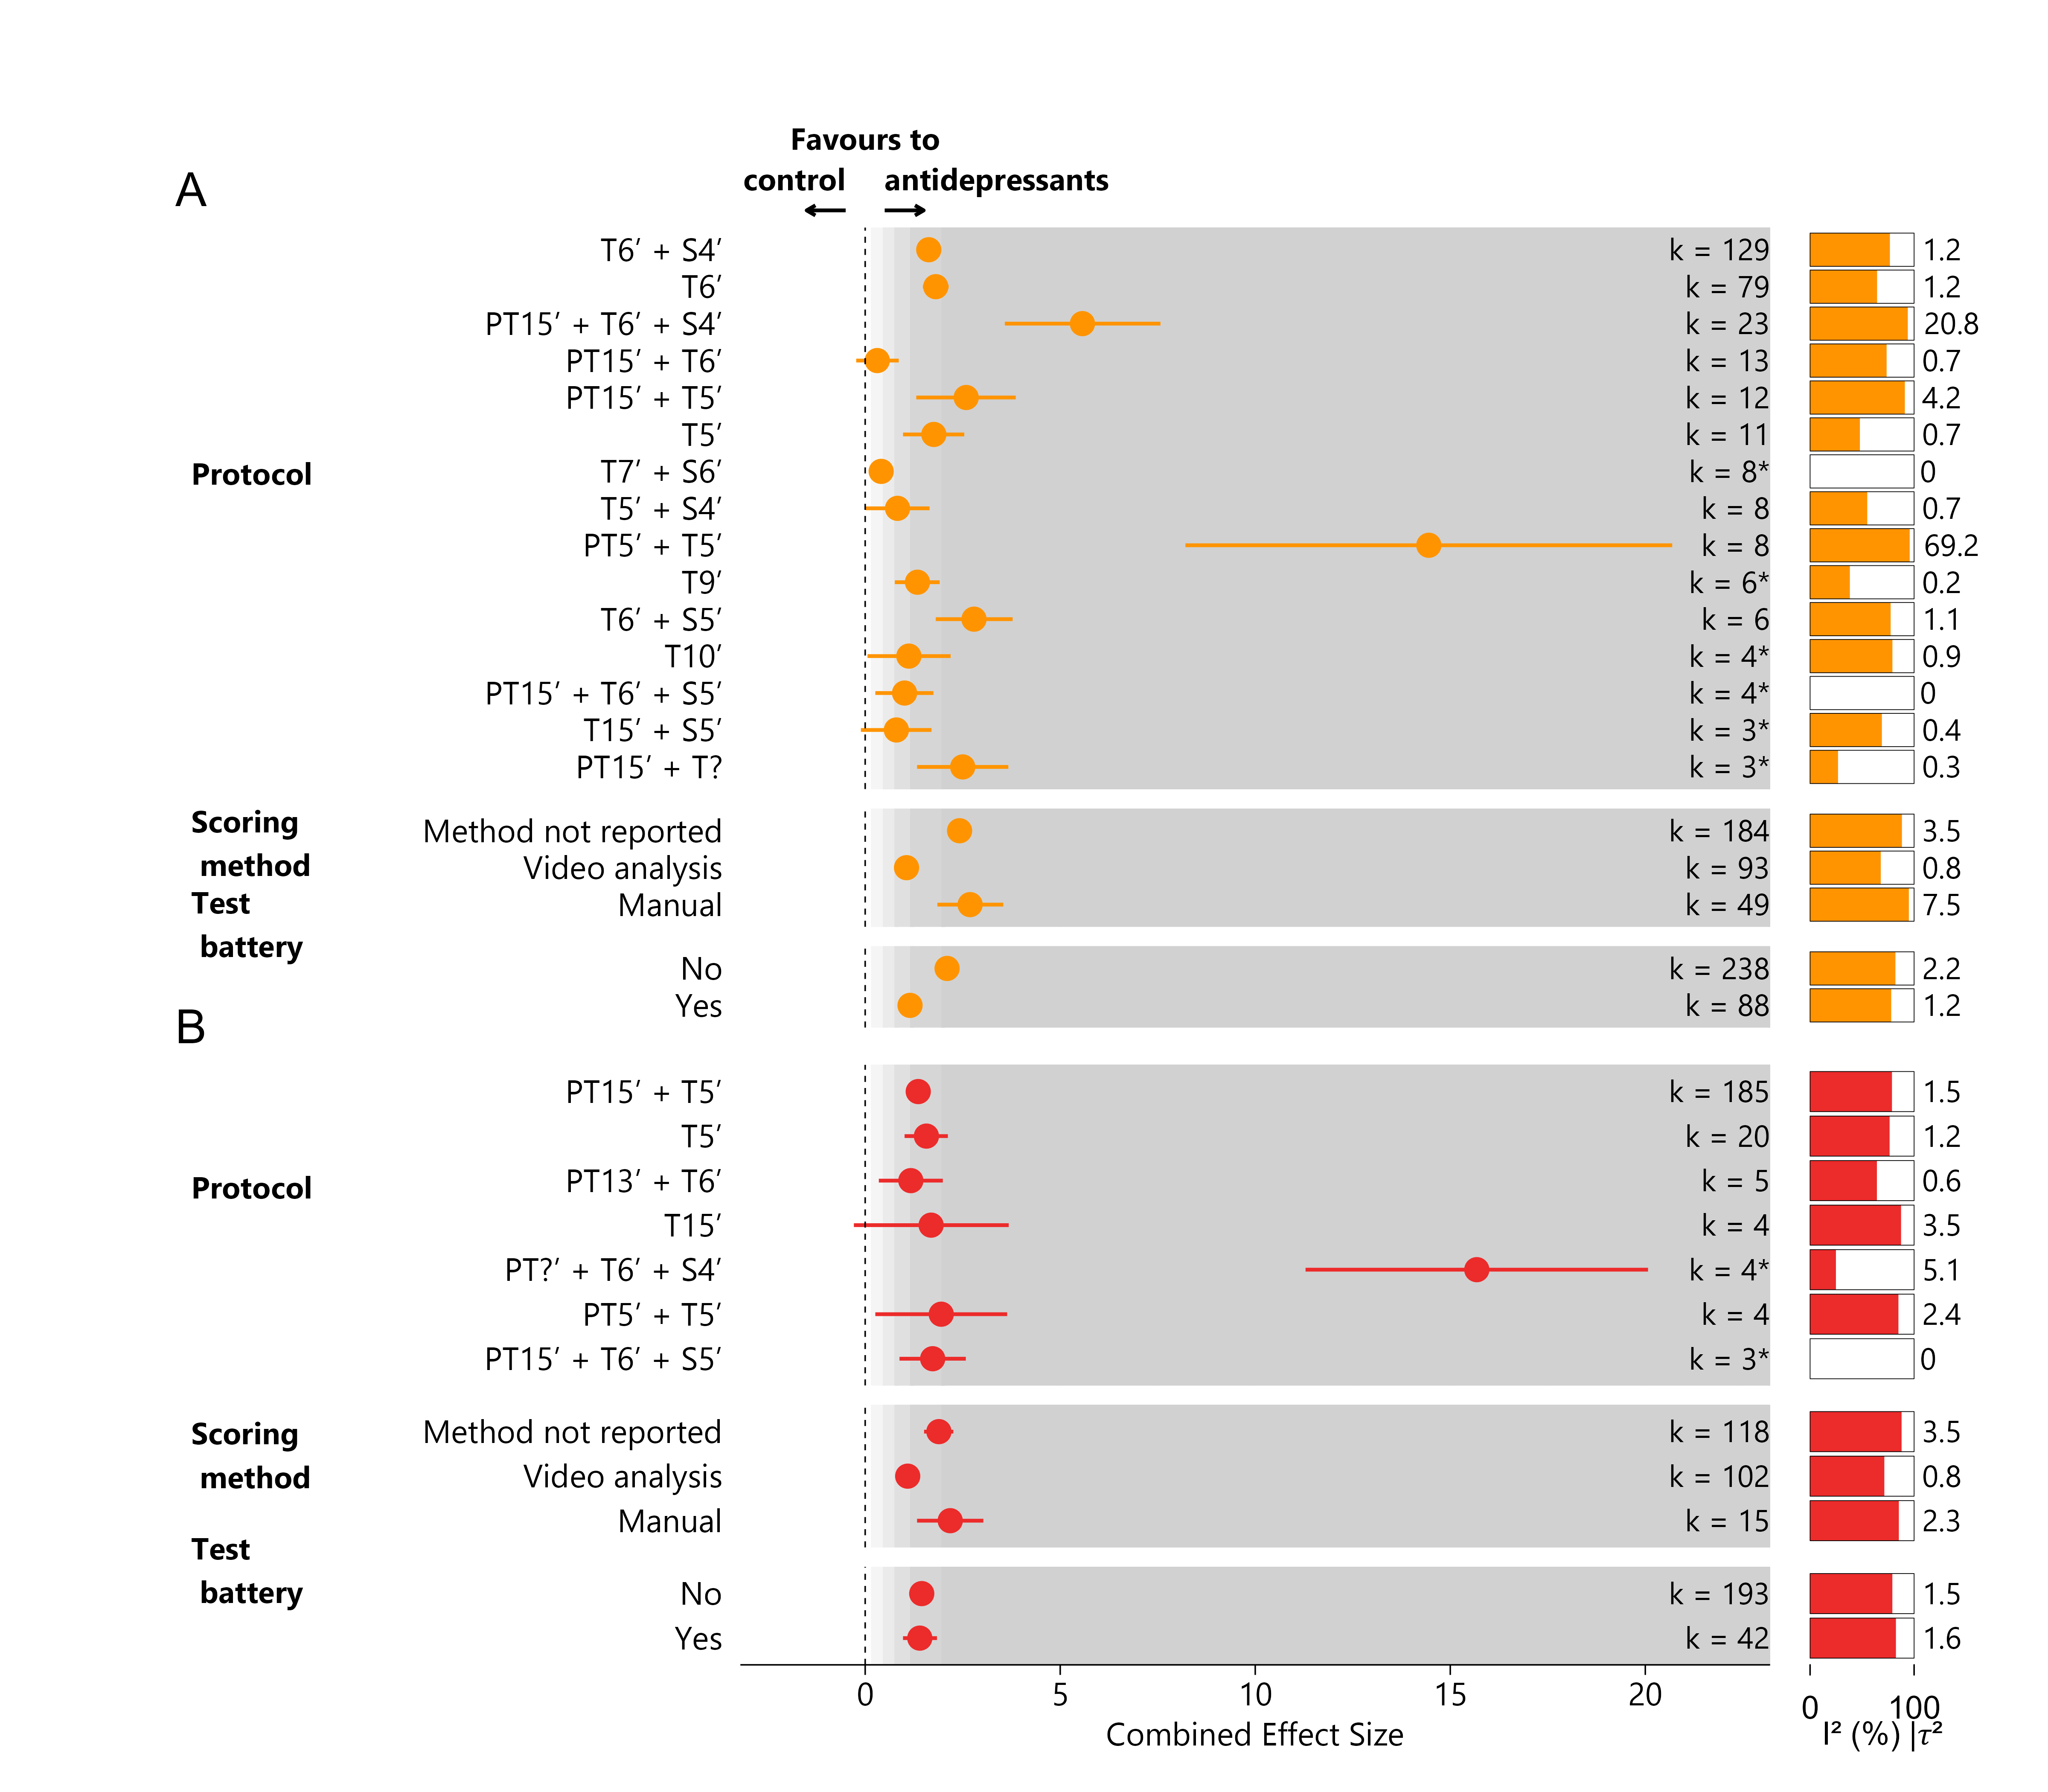 Favours to
control antidepressants
A
T6′ + S4′ k = 129 1.2
T6′ k = 79 1.2
PT15′ + T6′ + S4′ k = 23 20.8
PT15′ + T6′ k = 13 0.7
PT15′ + T5′ k = 12 4.2
T5′ k = 11 0.7
Protocol T7′ + S6′ k = 8* 0
T5′ + S4′ k = 8 0.7
PT5′ + T5′ k = 8 69.2
T9′ k = 6* 0.2
T6′ + S5′ k = 6 1.1
T10′ k = 4* 0.9
PT15′ + T6′ + S5′ k = 4* 0
T15′ + S5′ k = 3* 0.4
PT15′ + T? k = 3* 0.3
Scoring Method not reported k = 184 3.5
method Video analysis k = 93 0.8
Test Manual k = 49 7.5
battery
No k = 238 2.2
Yes k = 88 1.2
B
PT15′ + T5′ k = 185 1.5
T5′ k = 20 1.2
Protocol PT13′ + T6′ k = 5 0.6
T15′ k = 4 3.5
PT?′ + T6′ + S4′ k = 4* 5.1
PT5′ + T5′ k = 4 2.4
PT15′ + T6′ + S5′ k = 3* 0
Scoring Method not reported k = 118 3.5
method Video analysis k = 102 0.8
Manual k = 15 2.3
Test
battery No k = 193 1.5
Yes k = 42 1.6
0 5 10 15 20 0 100
Combined Effect Size I² (%) |τ²